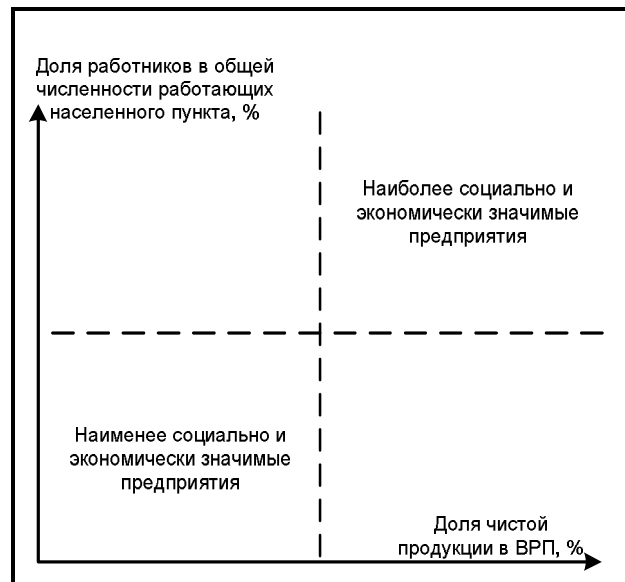 Доля работников в общей
численности работающих
населенного пункта, %
Наиболее социально и
экономически значимые
предприятия
Наименее социально и
экономически значимые
предприятия
Доля чистой
продукции в ВРП, %